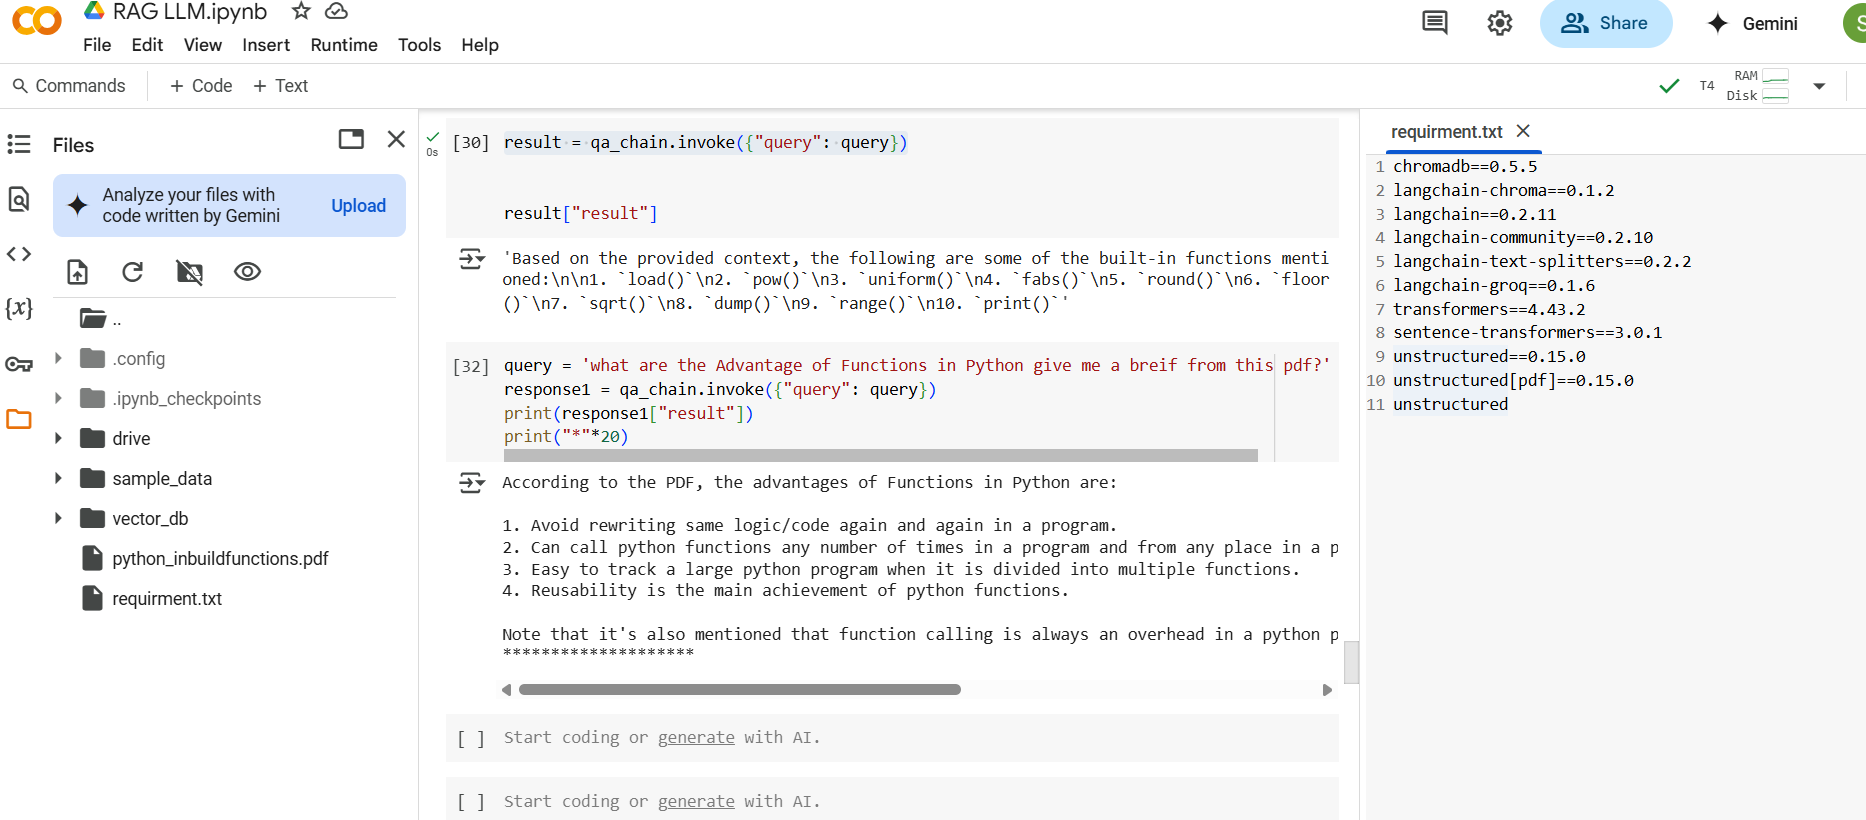 RAG LLM.ipynb
File Edit View Insert Runtime Tools Help
Share
Gemini
S
Commands
+ Code + Text
T4
RAM
Disk
Files
Analyze your files with
code written by Gemini
Upload
{x}
..
.config
.ipynb_checkpoints
drive
sample_data
vector_db
python_inbuildfunctions.pdf
requirment.txt
0s
[30] result = qa_chain.invoke({"query": query})
result["result"]
'Based on the provided context, the following are some of the built-in functions menti
oned:\n\n1. `load()`\n2. `pow()`\n3. `uniform()`\n4. `fabs()`\n5. `round()`\n6. `floor
()`\n7. `sqrt()`\n8. `dump()`\n9. `range()`\n10. `print()`'
[32] query = 'what are the Advantage of Functions in Python give me a breif from this pdf?'
response1 = qa_chain.invoke({"query": query})
print(response1["result"])
print("*"*20)
According to the PDF, the advantages of Functions in Python are:
1. Avoid rewriting same logic/code again and again in a program.
2. Can call python functions any number of times in a program and from any place in a p
3. Easy to track a large python program when it is divided into multiple functions.
4. Reusability is the main achievement of python functions.
Note that it's also mentioned that function calling is always an overhead in a python p
********************
[ ] Start coding or generate with AI.
[ ] Start coding or generate with AI.
requirment.txt
1 chromadb==0.5.5
2 langchain-chroma==0.1.2
3 langchain==0.2.11
4 langchain-community==0.2.10
5 langchain-text-splitters==0.2.2
6 langchain-groq==0.1.6
7 transformers==4.43.2
8 sentence-transformers==3.0.1
9 unstructured==0.15.0
10 unstructured[pdf]==0.15.0
11 unstructured